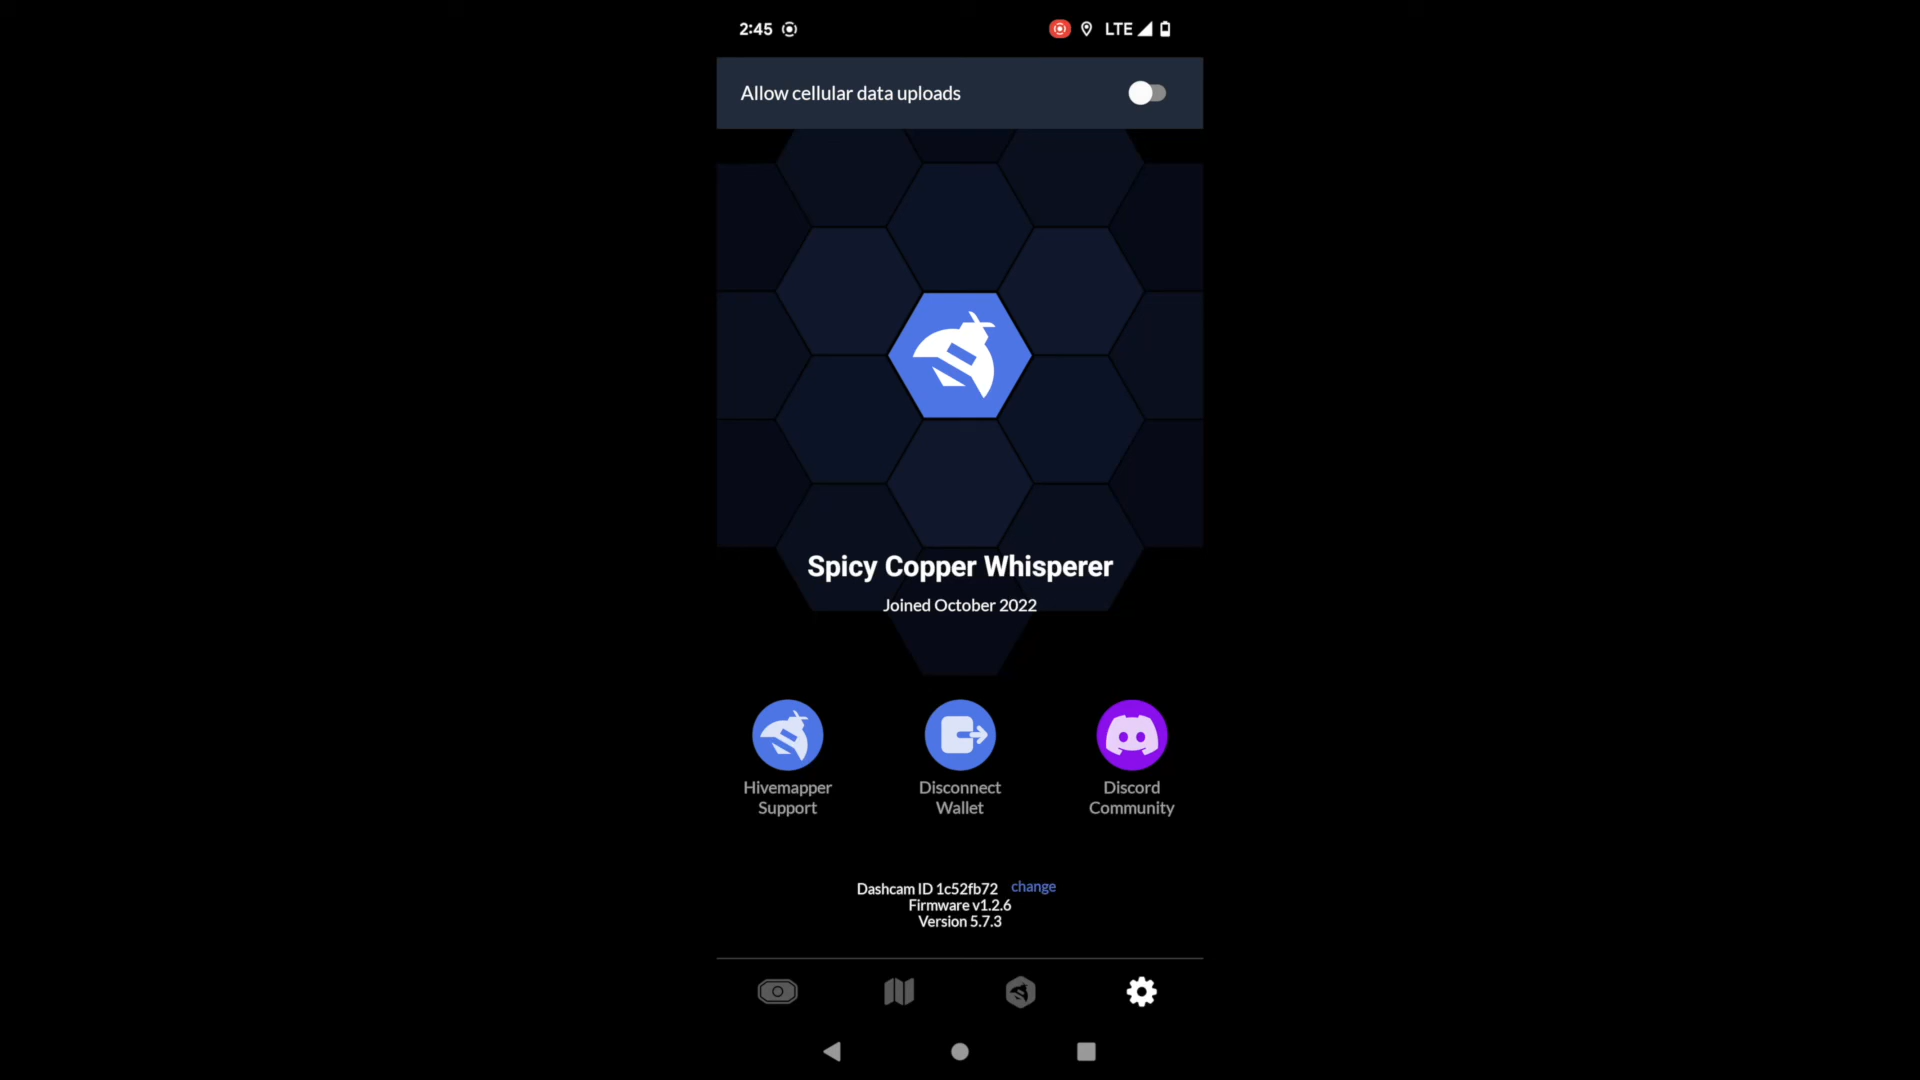 2:45
LTE
Allow cellular data uploads
Spicy Copper Whisperer
Joined October 2022
Hivemapper
Support
Disconnect
Wallet
Discord
Community
Dashcam ID 1c52fb72 change
Firmware v1.2.6
Version 5.7.3